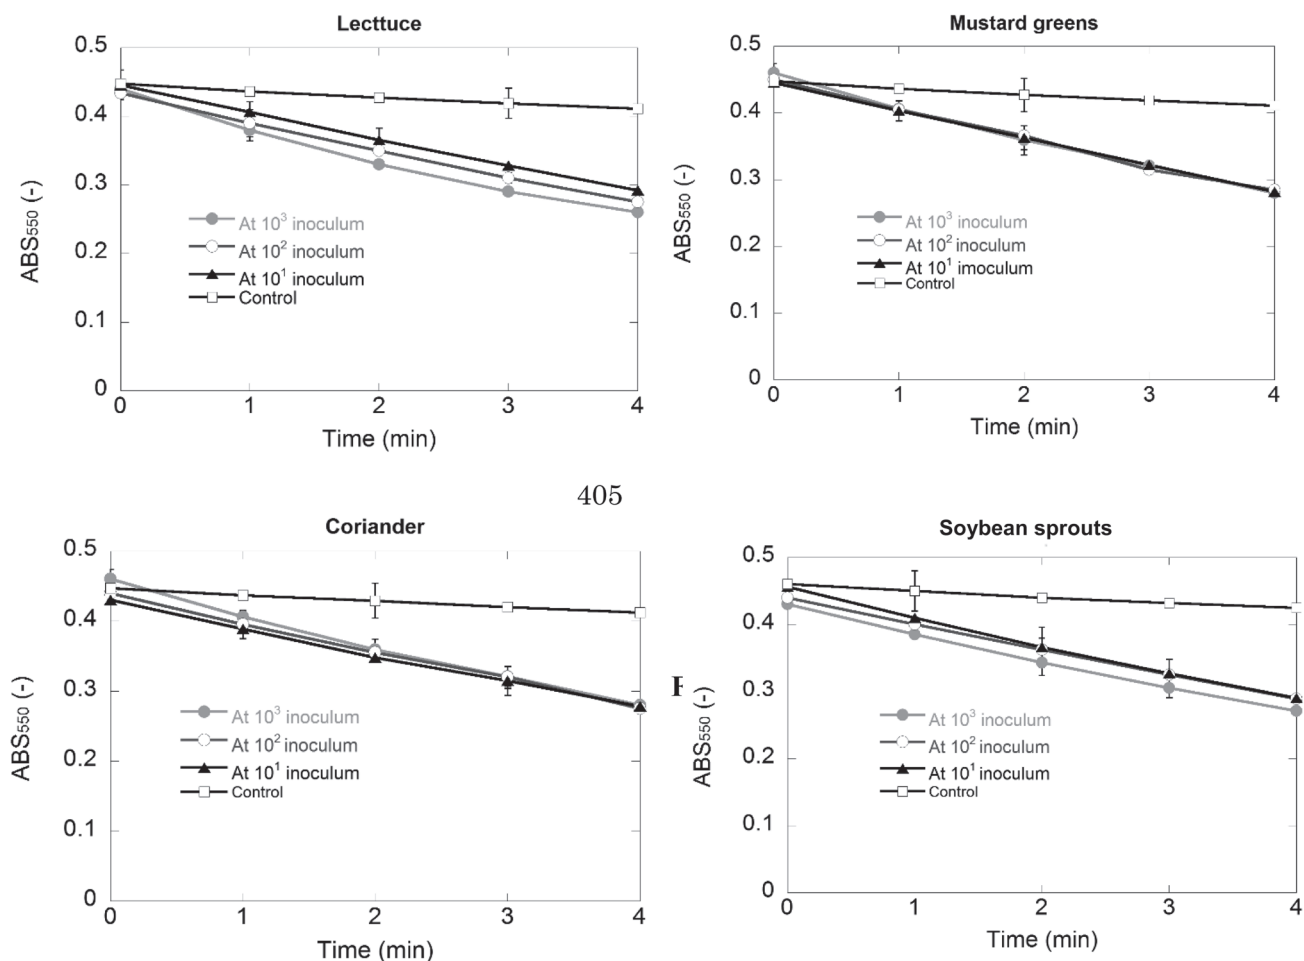 Lecttuce
0.5
0.4
0.3
0.2
0.1
0
ABS550 (-)
At 10³ inoculum
At 10² inoculum
At 10¹ inoculum
Control
0 1 2 3 4
Time (min)
Mustard greens
0.5
0.4
0.3
0.2
0.1
0
ABS550 (-)
At 10³ inoculum
At 10² inoculum
At 10¹ imoculum
Control
0 1 2 3 4
Time (min)
405
Coriander
0.5
0.4
0.3
0.2
0.1
0
ABS550 (-)
At 10³ inoculum
At 10² inoculum
At 10¹ inoculum
Control
0 1 2 3 4
Time (min)
Soybean sprouts
0.5
0.4
0.3
0.2
0.1
0
ABS550 (-)
At 10³ inoculum
At 10² inoculum
At 10¹ inoculum
Control
0 1 2 3 4
Time (min)